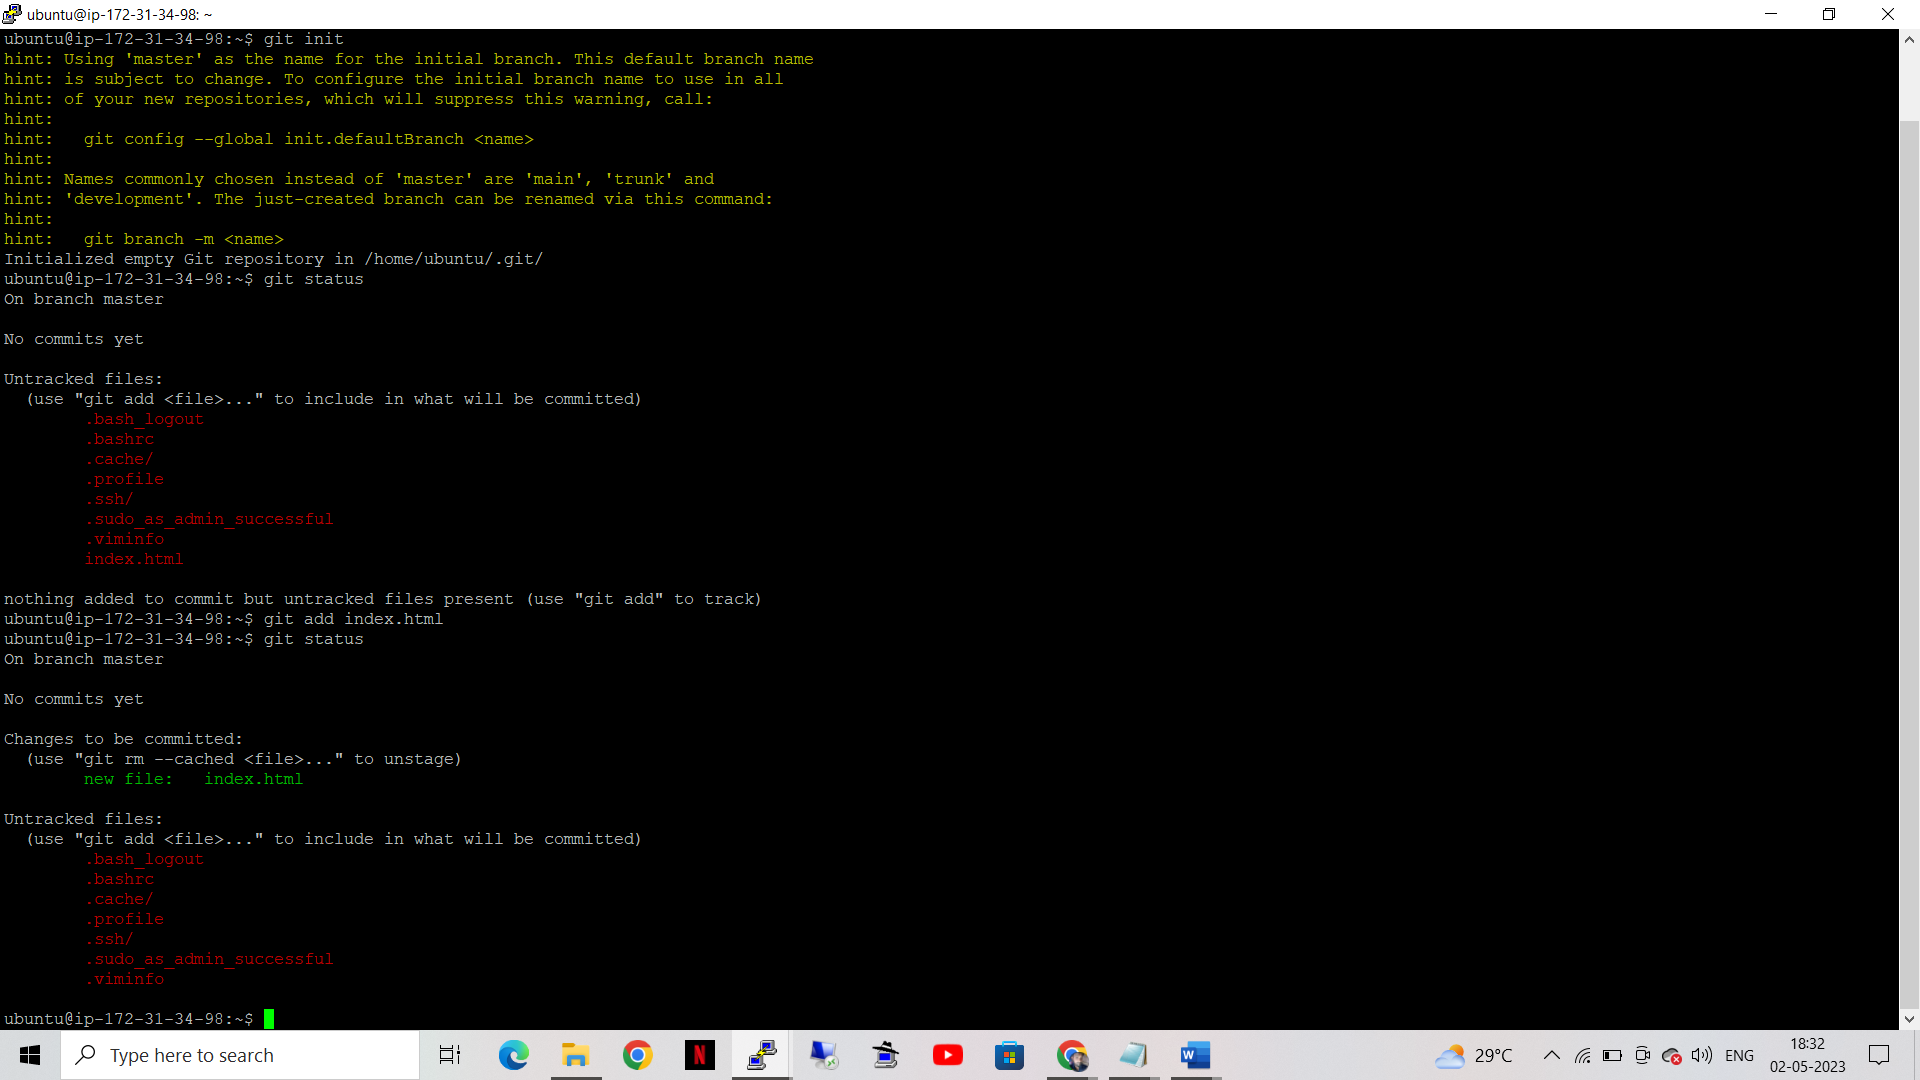 ubuntu@ip-172-31-34-98: ~
ubuntu@ip-172-31-34-98:~$ git init
hint: Using 'master' as the name for the initial branch. This default branch name
hint: is subject to change. To configure the initial branch name to use in all
hint: of your new repositories, which will suppress this warning, call:
hint:
hint:   git config --global init.defaultBranch <name>
hint:
hint: Names commonly chosen instead of 'master' are 'main', 'trunk' and
hint: 'development'. The just-created branch can be renamed via this command:
hint:
hint:   git branch -m <name>
Initialized empty Git repository in /home/ubuntu/.git/
ubuntu@ip-172-31-34-98:~$ git status
On branch master
No commits yet
Untracked files:
  (use "git add <file>..." to include in what will be committed)
        .bash_logout
        .bashrc
        .cache/
        .profile
        .ssh/
        .sudo_as_admin_successful
        .viminfo
        index.html
nothing added to commit but untracked files present (use "git add" to track)
ubuntu@ip-172-31-34-98:~$ git add index.html
ubuntu@ip-172-31-34-98:~$ git status
On branch master
No commits yet
Changes to be committed:
  (use "git rm --cached <file>..." to unstage)
        new file:   index.html
Untracked files:
  (use "git add <file>..." to include in what will be committed)
        .bash_logout
        .bashrc
        .cache/
        .profile
        .ssh/
        .sudo_as_admin_successful
        .viminfo
ubuntu@ip-172-31-34-98:~$
Type here to search
N
W
29°C
ENG
18:32
02-05-2023